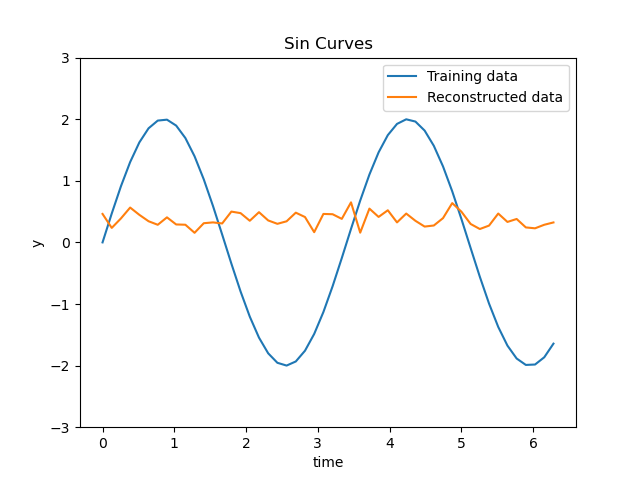 Sin Curves
Training data
Reconstructed data
y
3
2
1
0
−1
−2
−3
0 1 2 3 4 5 6
time